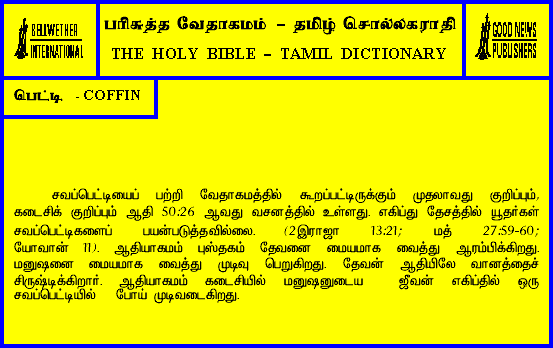 BELLWETHER
INTERNATIONAL
பரிசுத்த வேதாகமம் – தமிழ் சொல்லகராதி
THE HOLY BIBLE – TAMIL DICTIONARY
GOOD NEWS
PUBLISHERS
பெட்டி - COFFIN
சவப்பெட்டியைப் பற்றி வேதாகமத்தில் கூறப்பட்டிருக்கும் முதலாவது குறிப்பும்,
கடைசிக் குறிப்பும் ஆதி 50:26 ஆவது வசனத்தில் உள்ளது. எகிப்து தேசத்தில் யூதர்கள்
சவப்பெட்டிகளைப் பயன்படுத்தவில்லை. (2இராஜா 13:21; மத் 27:59-60;
யோவான் 11). ஆதியாகமம் புஸ்தகம் தேவனை மையமாக வைத்து ஆரம்பிக்கிறது.
மனுஷனை மையமாக வைத்து முடிவு பெறுகிறது. தேவன் ஆதியிலே வானத்தைச்
சிருஷ்டிக்கிறார். ஆதியாகமம் கடைசியில் மனுஷனுடைய ஜீவன் எகிப்தில் ஒரு
சவப்பெட்டியில் போய் முடிவடைகிறது.